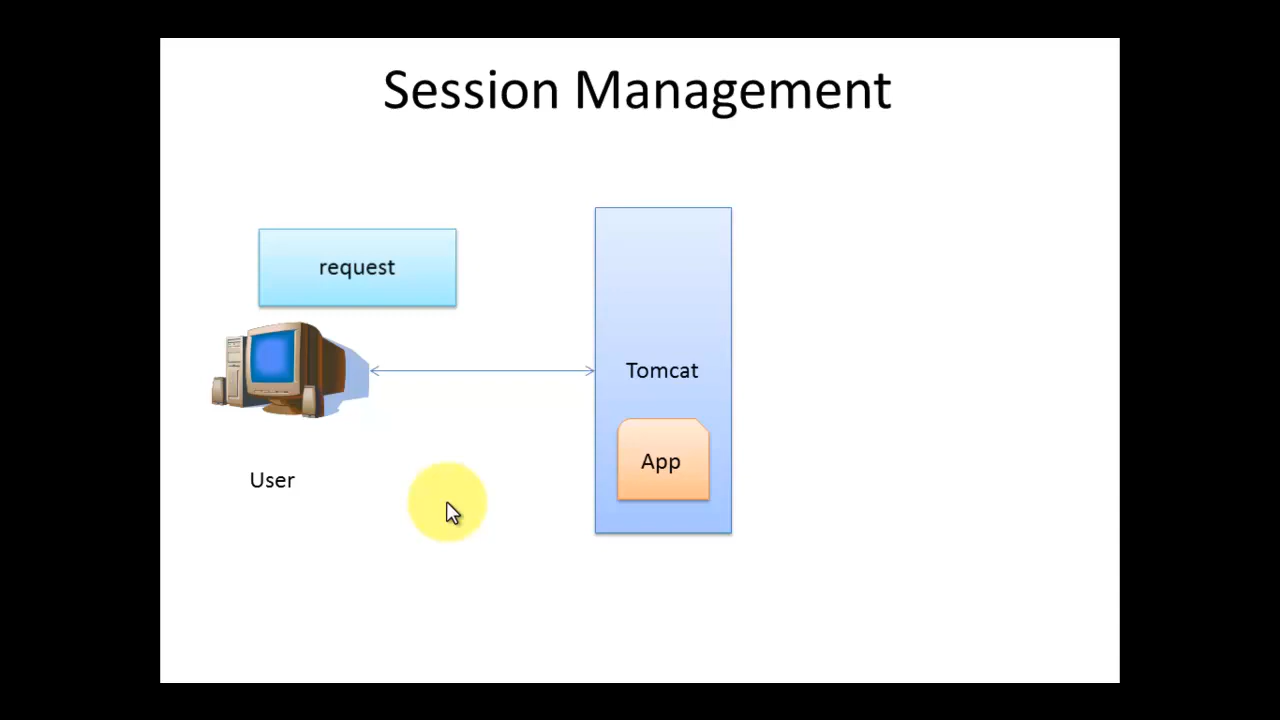 Session Management
request
Tomcat
App
User